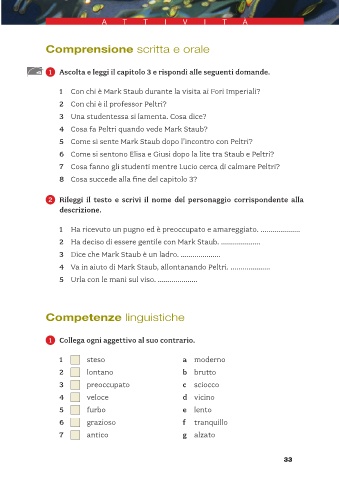 ATTIVITÀ
Comprensione scritta e orale
1 Ascolta e leggi il capitolo 3 e rispondi alle seguenti domande.
1 Con chi è Mark Staub durante la visita ai Fori Imperiali?
2 Con chi è il professor Peltri?
3 Una studentessa si lamenta. Cosa dice?
4 Cosa fa Peltri quando vede Mark Staub?
5 Come si sente Mark Staub dopo l'incontro con Peltri?
6 Come si sentono Elisa e Giusi dopo la lite tra Staub e Peltri?
7 Cosa fanno gli studenti mentre Lucio cerca di calmare Peltri?
8 Cosa succede alla fine del capitolo 3?
2 Rileggi il testo e scrivi il nome del personaggio corrispondente alla
descrizione.
1 Ha ricevuto un pugno ed è preoccupato e amareggiato. ....................
2 Ha deciso di essere gentile con Mark Staub. ....................
3 Dice che Mark Staub è un ladro. ....................
4 Va in aiuto di Mark Staub, allontanando Peltri. ....................
5 Urla con le mani sul viso. ....................
Competenze linguistiche
1 Collega ogni aggettivo al suo contrario.
1 steso a moderno
2 lontano b brutto
3 preoccupato c sciocco
4 veloce d vicino
5 furbo e lento
6 grazioso f tranquillo
7 antico g alzato
33